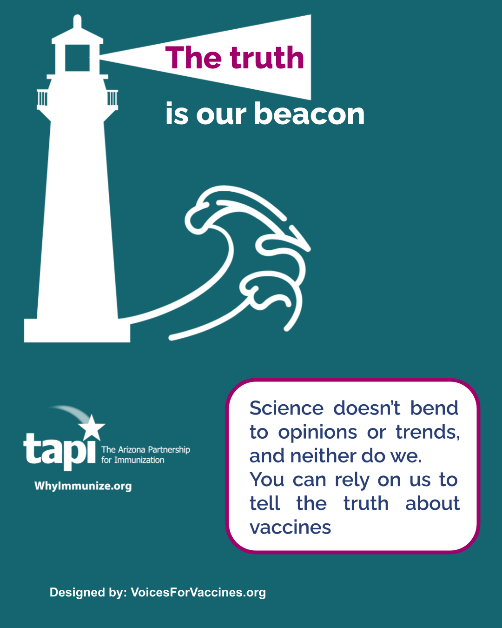 The truth
is our beacon
Science doesn't bend
to opinions or trends,
and neither do we.
You can rely on us to
tell the truth about
vaccines
tapi The Arizona Partnership
for Immunization
WhyImmunize.org
Designed by: VoicesForVaccines.org